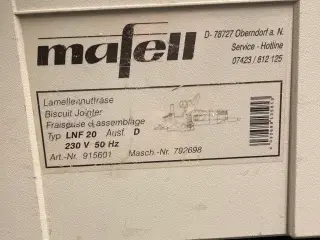 mafell
D- 78727 Oberndorf a. N.
Service - Hotline
07423 / 812 125
Lamellennutfräse
Biscuit Jointer
Fraiseuse d'assemblage
Typ LNF 20 Ausf. D
230 V 50 Hz
Art.-Nr. 915601 Masch.-Nr. 792698